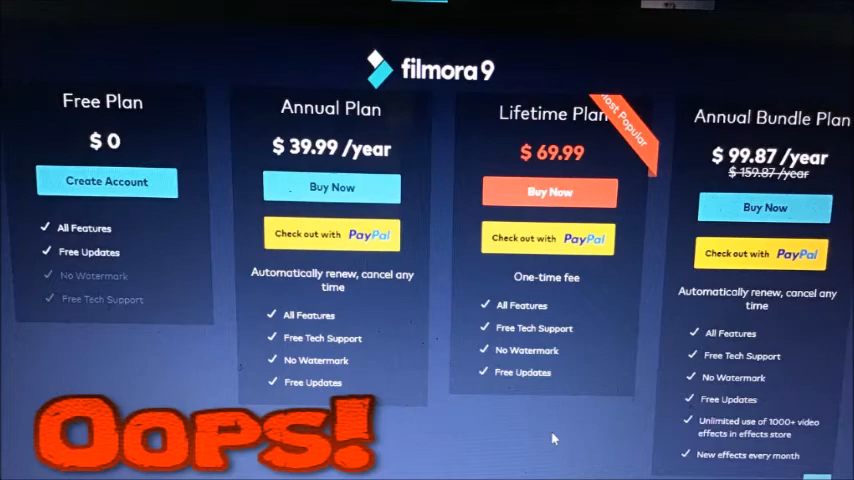 filmora 9
Free Plan
$ 0
Create Account
All Features
Free Updates
No Watermark
Free Tech Support
Annual Plan
$ 39.99 /year
Buy Now
Check out with PayPal
Automatically renew, cancel any
time
All Features
Free Tech Support
No Watermark
Free Updates
Lifetime Plan
Most Popular
$ 69.99
Buy Now
Check out with PayPal
One-time fee
All Features
Free Tech Support
No Watermark
Free Updates
Annual Bundle Plan
$ 99.87 /year
$ 159.87 /year
Buy Now
Check out with PayPal
Automatically renew, cancel any
time
All Features
Free Tech Support
No Watermark
Free Updates
Unlimited use of 1000+ video
effects in effects store
New effects every month
Oops!